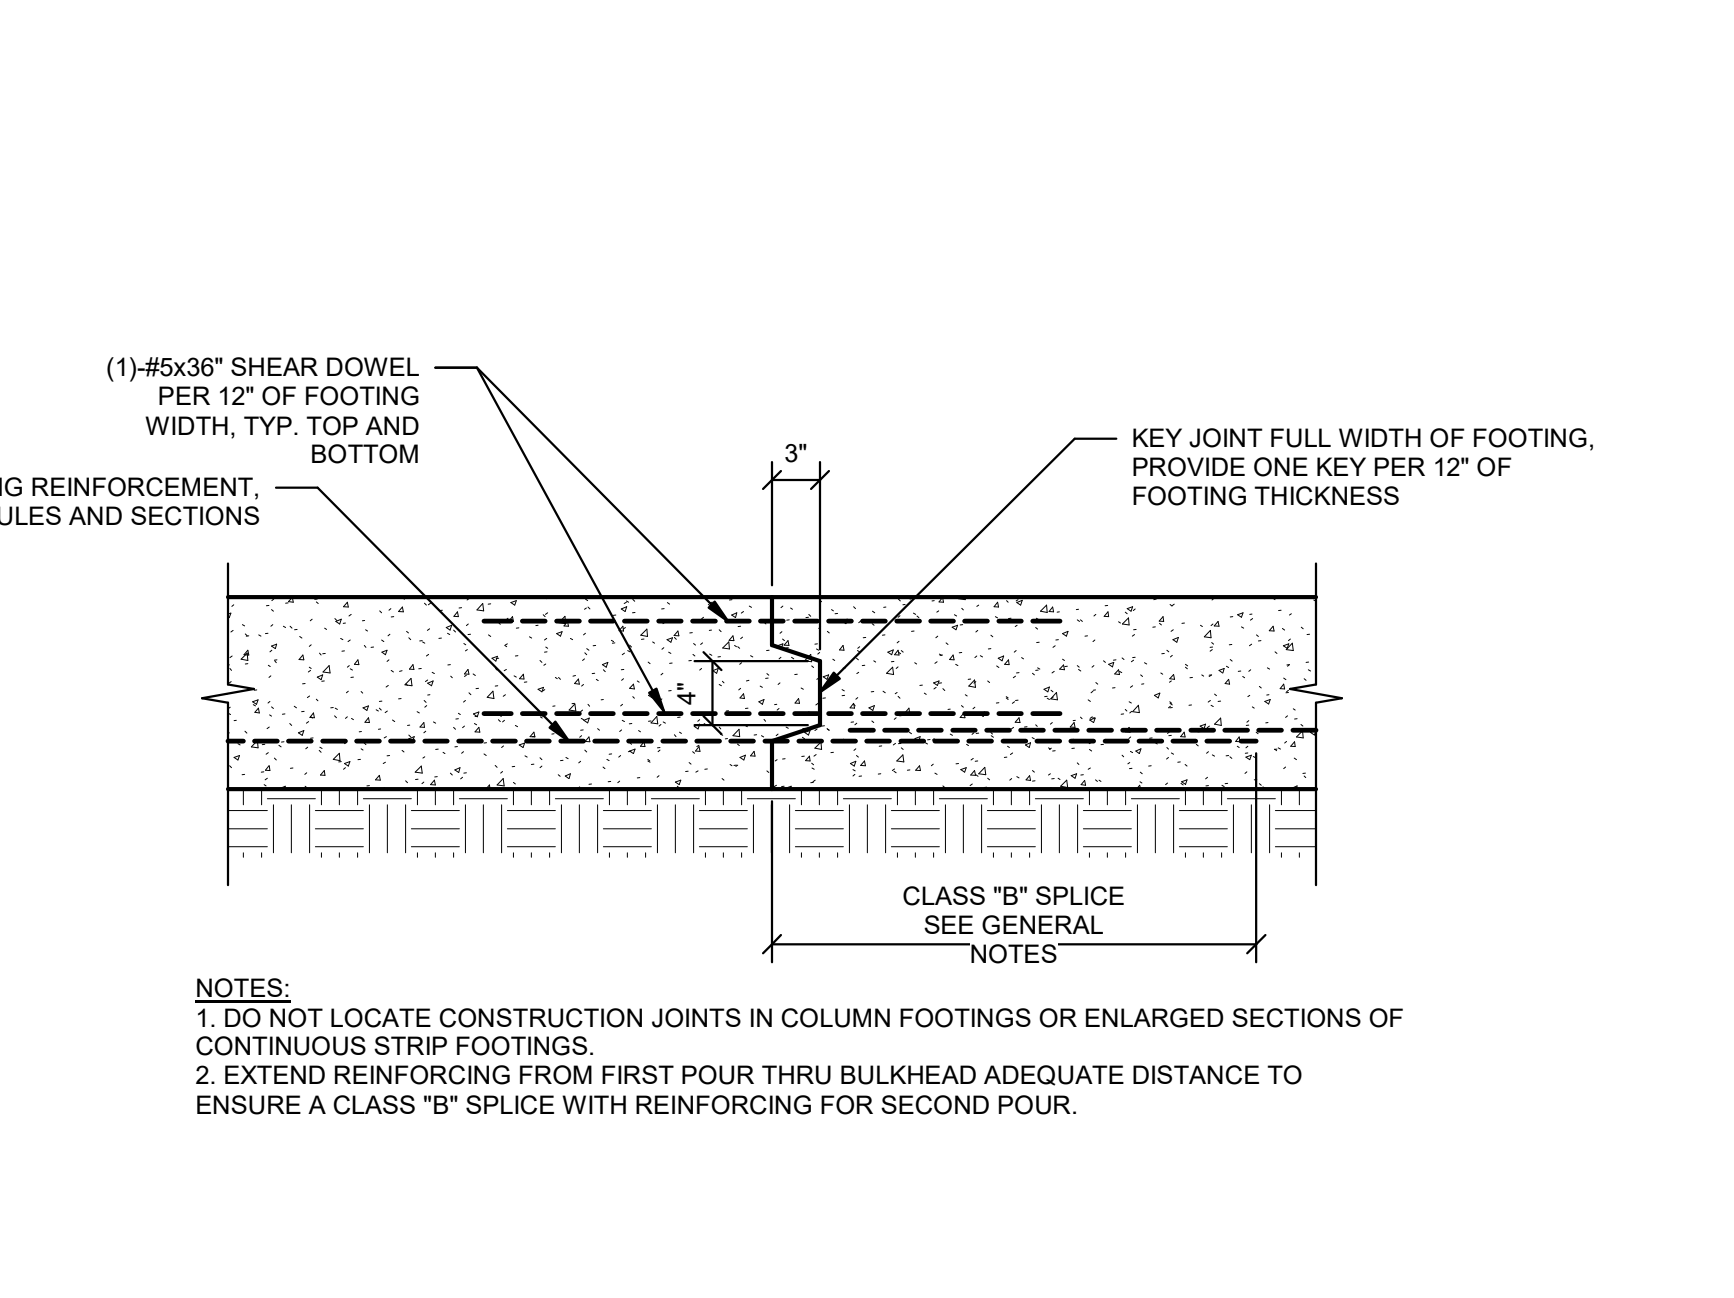 (1)-#5x36" SHEAR DOWEL
PER 12" OF FOOTING
WIDTH, TYP. TOP AND
BOTTOM
REINFORCEMENT,
AND SECTIONS
3"
KEY JOINT FULL WIDTH OF FOOTING,
PROVIDE ONE KEY PER 12" OF
FOOTING THICKNESS
4"
CLASS "B" SPLICE
SEE GENERAL
NOTES
NOTES:
1. DO NOT LOCATE CONSTRUCTION JOINTS IN COLUMN FOOTINGS OR ENLARGED SECTIONS OF
CONTINUOUS STRIP FOOTINGS.
2. EXTEND REINFORCING FROM FIRST POUR THRU BULKHEAD ADEQUATE DISTANCE TO
ENSURE A CLASS "B" SPLICE WITH REINFORCING FOR SECOND POUR.